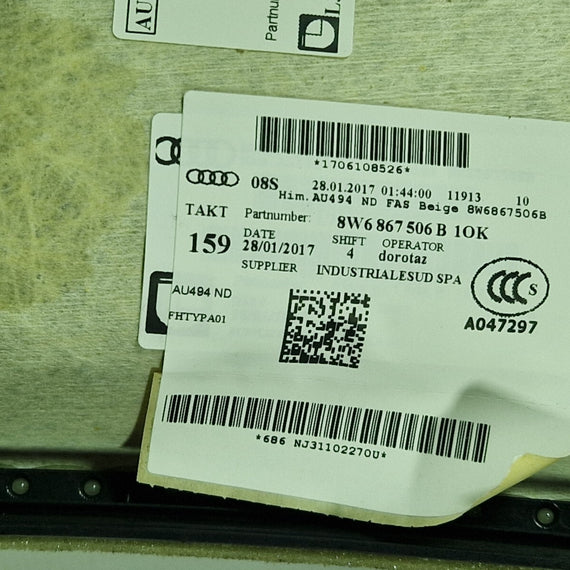 AU
Partnu
*1706108526*
08S 28.01.2017 01:44:00 11913 10
Him. AU494 ND FAS Beige 8W6867506B
TAKT Partnumber: 8W6 867 506 B 1OK
159 DATE SHIFT OPERATOR
28/01/2017 4 dorotaz
SUPPLIER INDUSTRIALESUD SPA
CCC S
A047297
AU494 ND
FHTYPA01
*686 NJ31102270U*